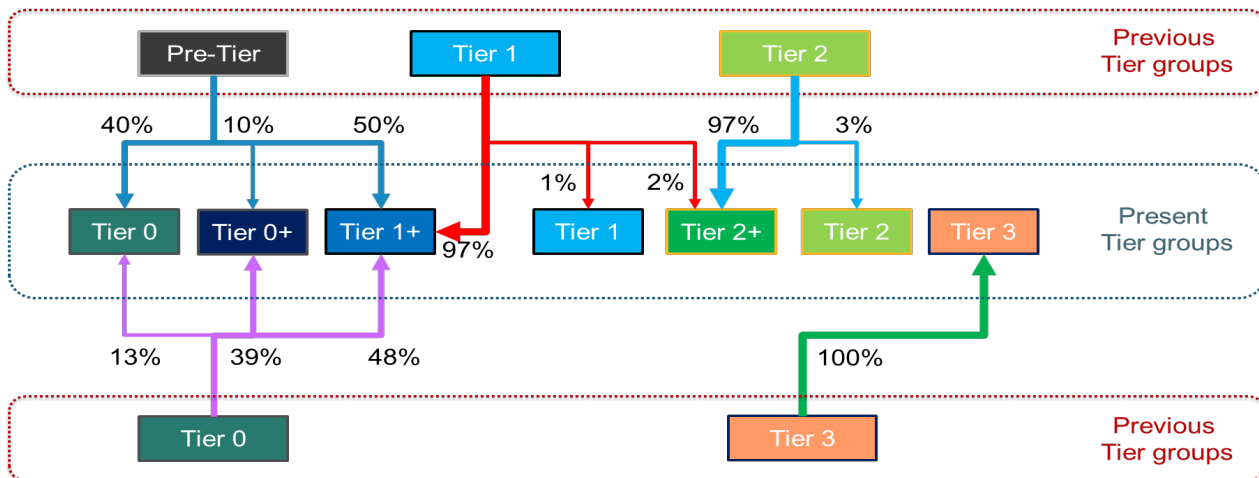 Pre-Tier
Tier 1
Tier 2
Previous
Tier groups
40%
10%
50%
97%
3%
1%
2%
Tier 0
Tier 0+
Tier 1+
97%
Tier 1
Tier 2+
Tier 2
Tier 3
Present
Tier groups
13%
39%
48%
100%
Tier 0
Tier 3
Previous
Tier groups